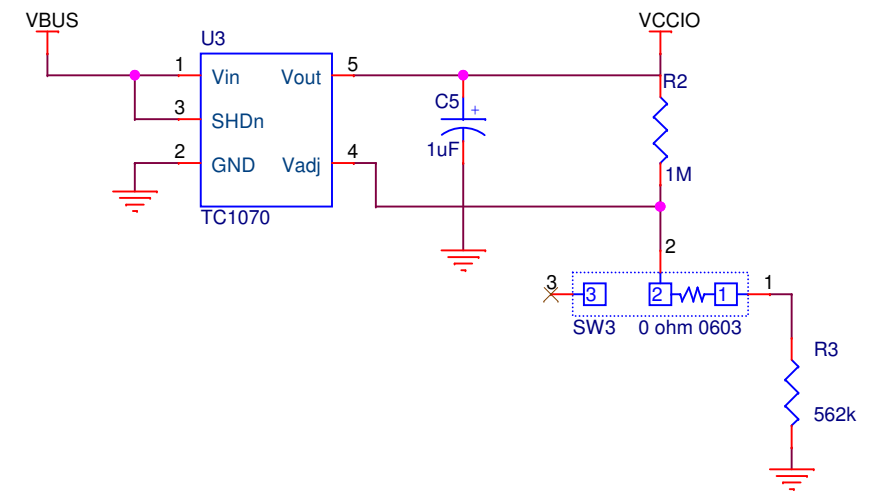 VBUS
VCCIO
U3
1
Vin
Vout
5
R2
3
SHDn
C5
+
1uF
2
GND
Vadj
4
1M
TC1070
2
3
3
2
1
1
SW3
0 ohm 0603
R3
562k